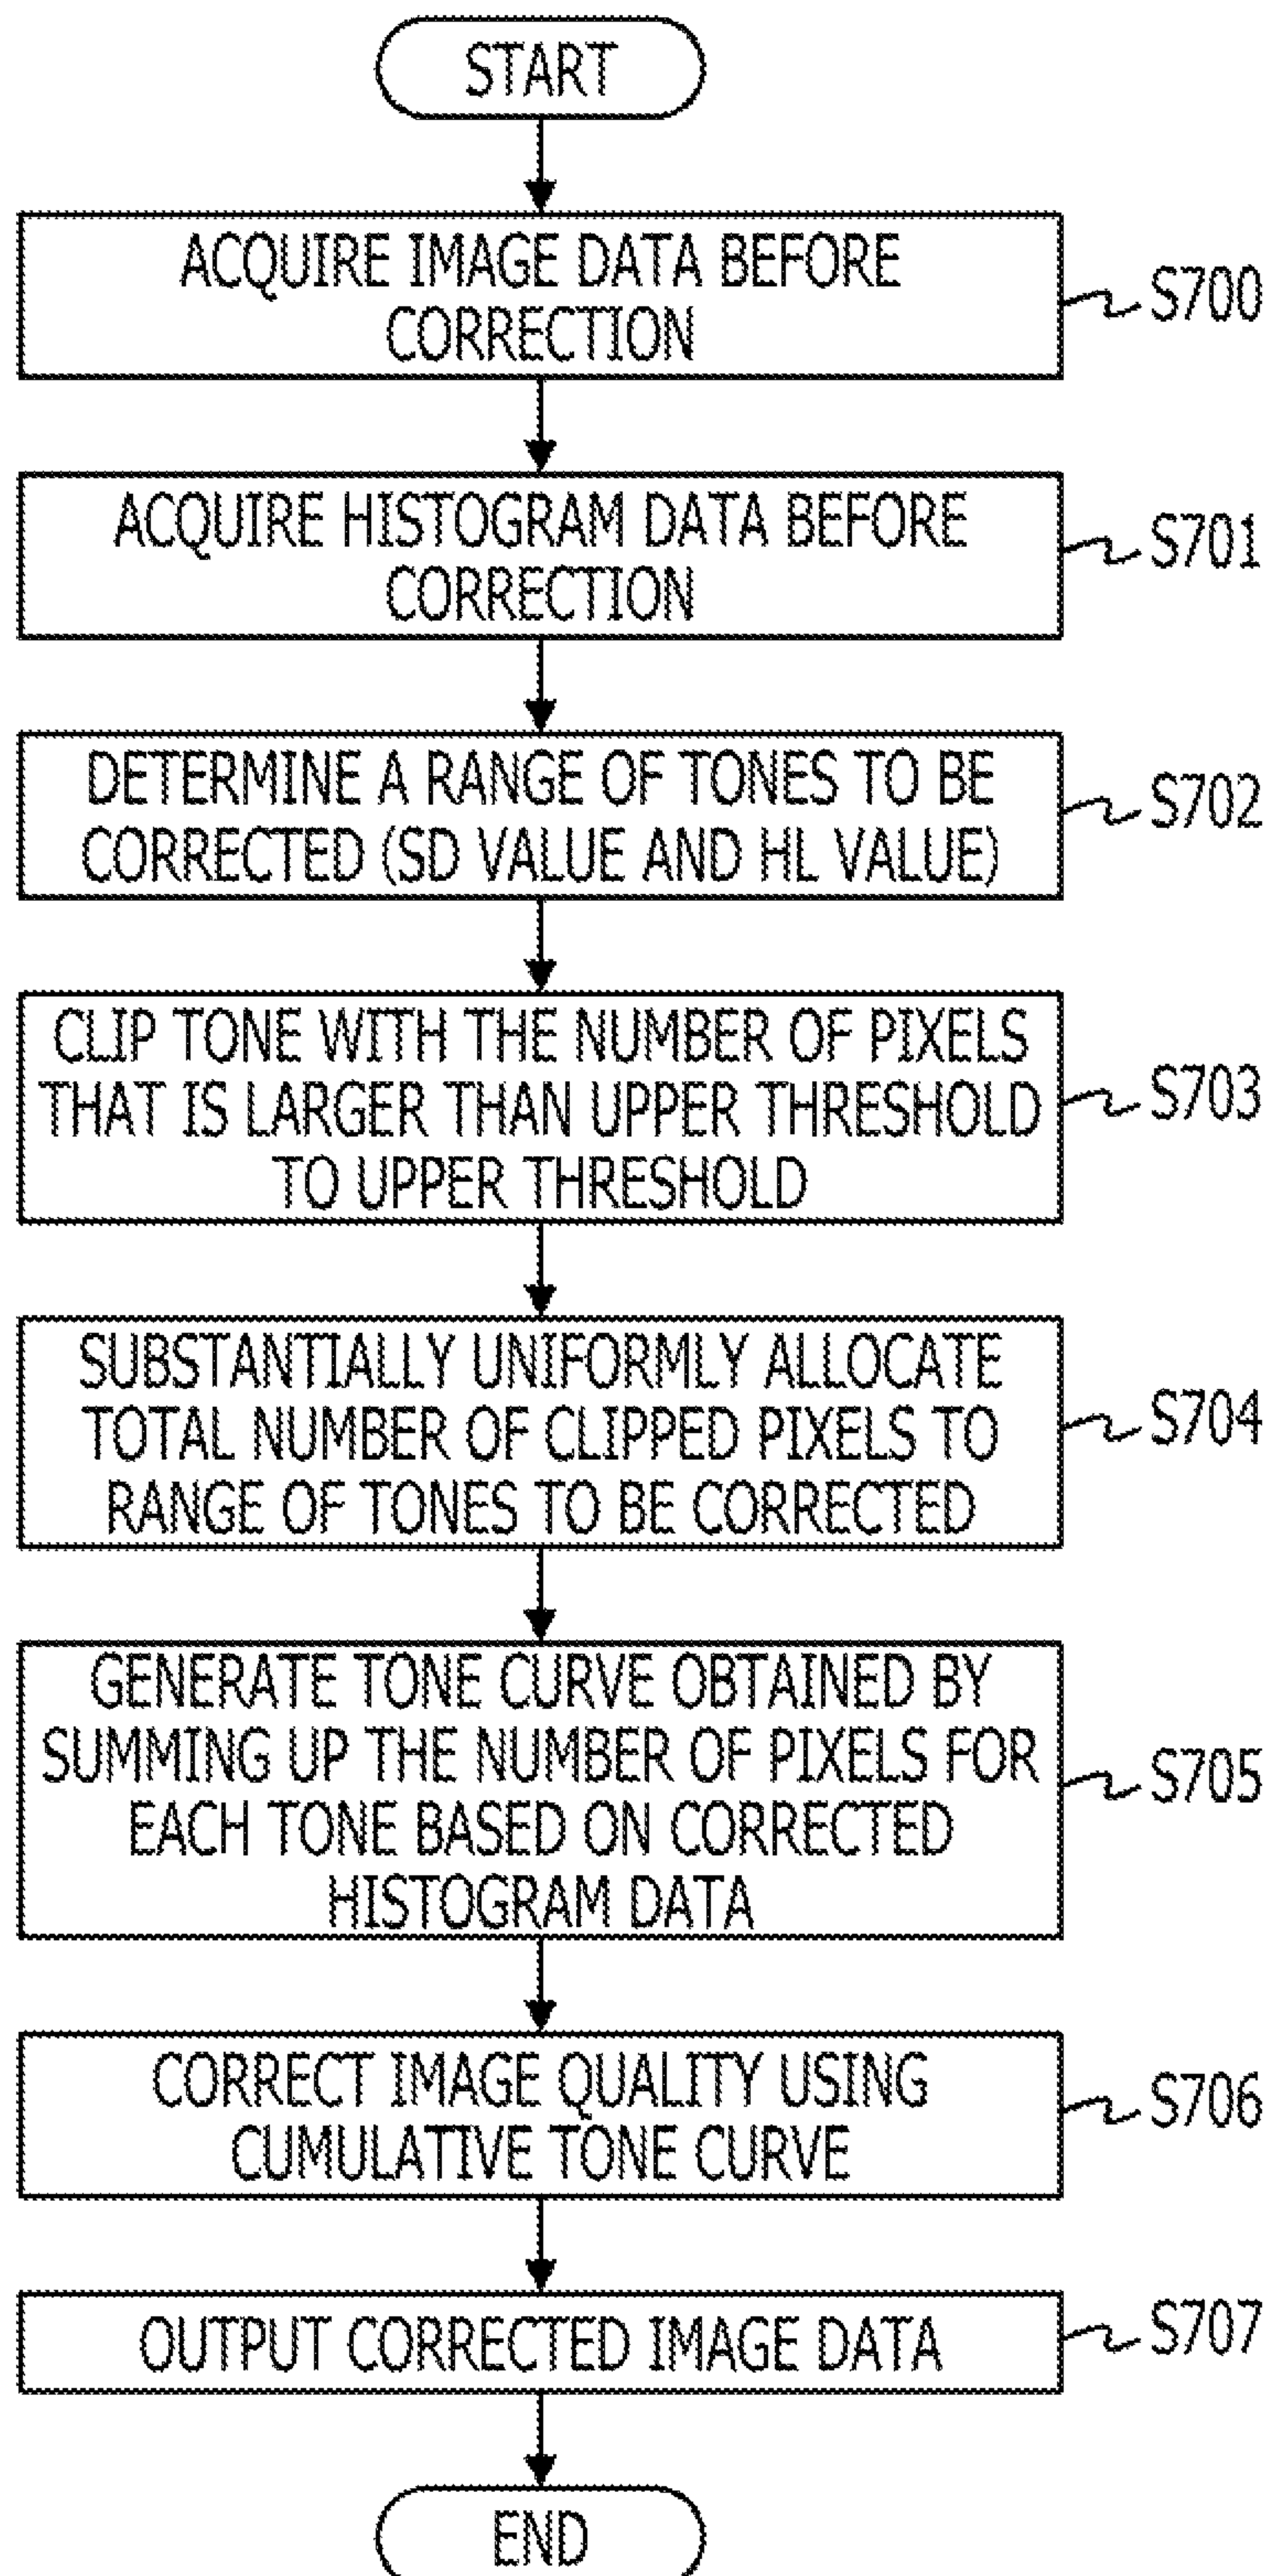 START
ACQUIRE IMAGE DATA BEFORE
CORRECTION
S700
ACQUIRE HISTOGRAM DATA BEFORE
CORRECTION
S701
DETERMINE A RANGE OF TONES TO BE
CORRECTED (SD VALUE AND HL VALUE)
S702
CLIP TONE WITH THE NUMBER OF PIXELS
THAT IS LARGER THAN UPPER THRESHOLD
TO UPPER THRESHOLD
S703
SUBSTANTIALLY UNIFORMLY ALLOCATE
TOTAL NUMBER OF CLIPPED PIXELS TO
RANGE OF TONES TO BE CORRECTED
S704
GENERATE TONE CURVE OBTAINED BY
SUMMING UP THE NUMBER OF PIXELS FOR
EACH TONE BASED ON CORRECTED
HISTOGRAM DATA
S705
CORRECT IMAGE QUALITY USING
CUMULATIVE TONE CURVE
S706
OUTPUT CORRECTED IMAGE DATA
S707
END